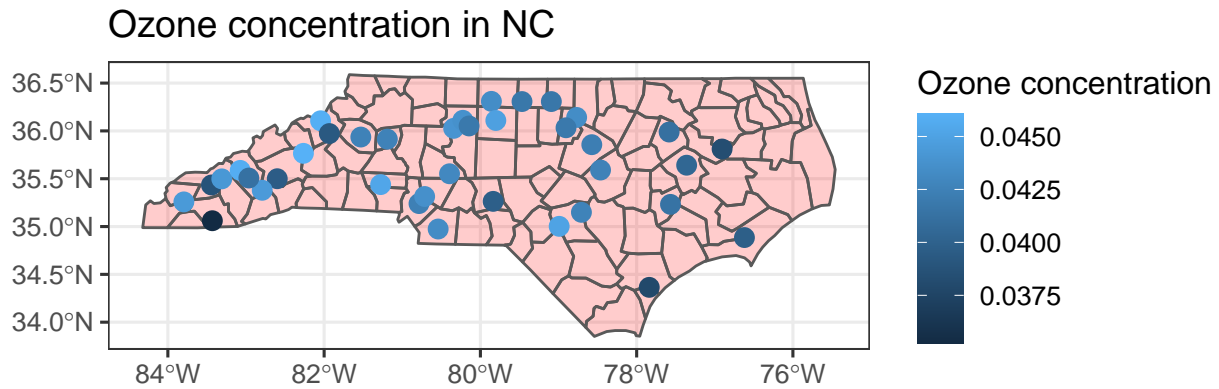 Ozone concentration in NC
36.5°N
36.0°N
35.5°N
35.0°N
34.5°N
34.0°N
84°W
82°W
80°W
78°W
76°W
Ozone concentration
0.0450
0.0425
0.0400
0.0375